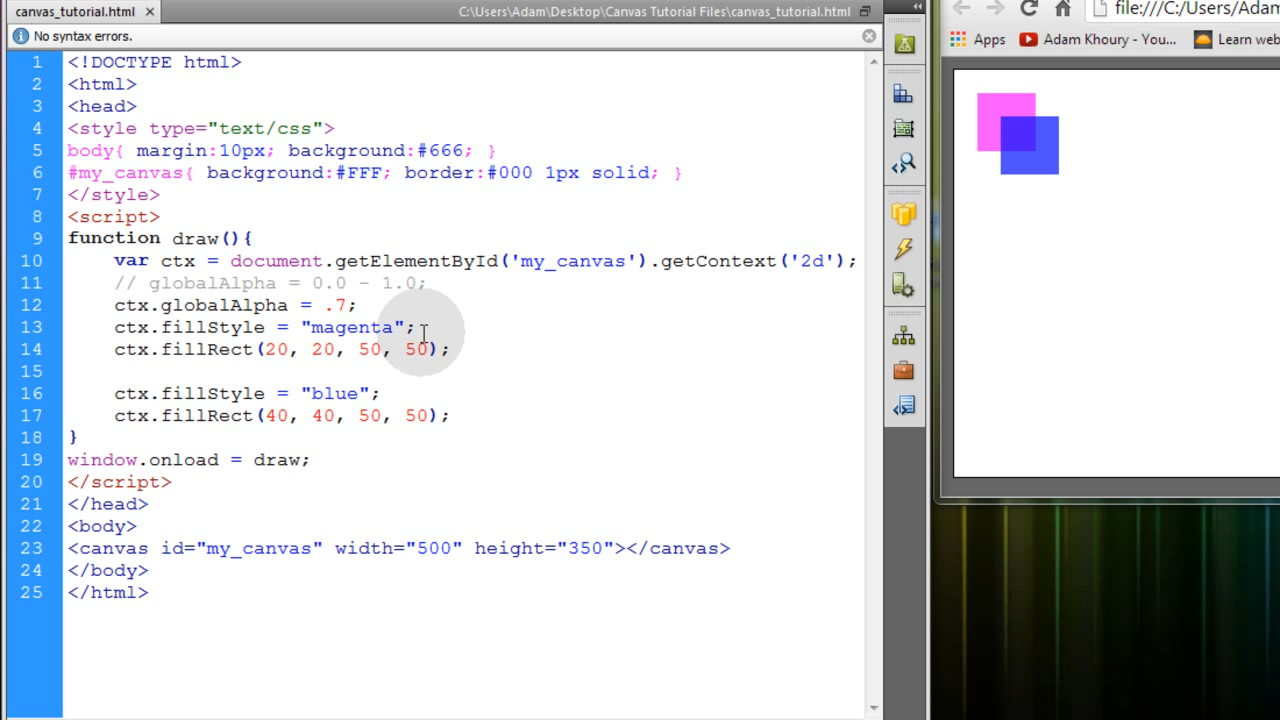 canvas_tutorial.html ×
C:\Users\Adam\Desktop\Canvas Tutorial Files\canvas_tutorial.html
No syntax errors.
1 <!DOCTYPE html>
2 <html>
3 <head>
4 <style type="text/css">
5 body{ margin:10px; background:#666; }
6 #my_canvas{ background:#FFF; border:#000 1px solid; }
7 </style>
8 <script>
9 function draw(){
10 var ctx = document.getElementById('my_canvas').getContext('2d');
11 // globalAlpha = 0.0 - 1.0;
12 ctx.globalAlpha = .7;
13 ctx.fillStyle = "magenta";
14 ctx.fillRect(20, 20, 50, 50);
15
16 ctx.fillStyle = "blue";
17 ctx.fillRect(40, 40, 50, 50);
18 }
19 window.onload = draw;
20 </script>
21 </head>
22 <body>
23 <canvas id="my_canvas" width="500" height="350"></canvas>
24 </body>
25 </html>
file:///C:/Users/Adam
Apps Adam Khoury - You... Learn web